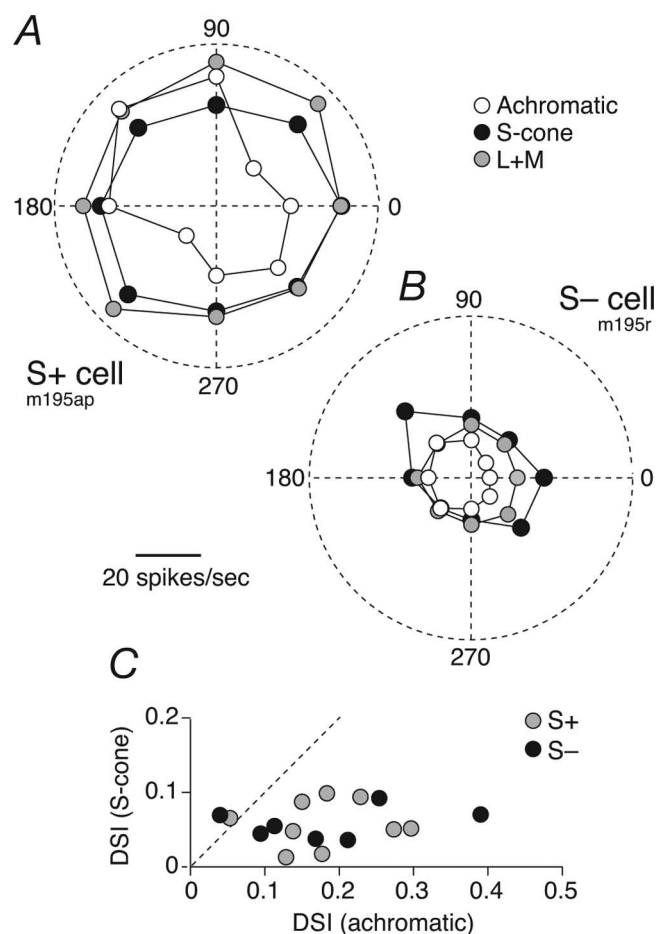 A
90
180
0
270
S+ cell
m195ap
Achromatic
S-cone
L+M
B
90
S– cell
m195r
180
0
270
20 spikes/sec
C
DSI (S-cone)
0.2
0.1
0
0
0.1
0.2
0.3
0.4
0.5
DSI (achromatic)
S+
S–